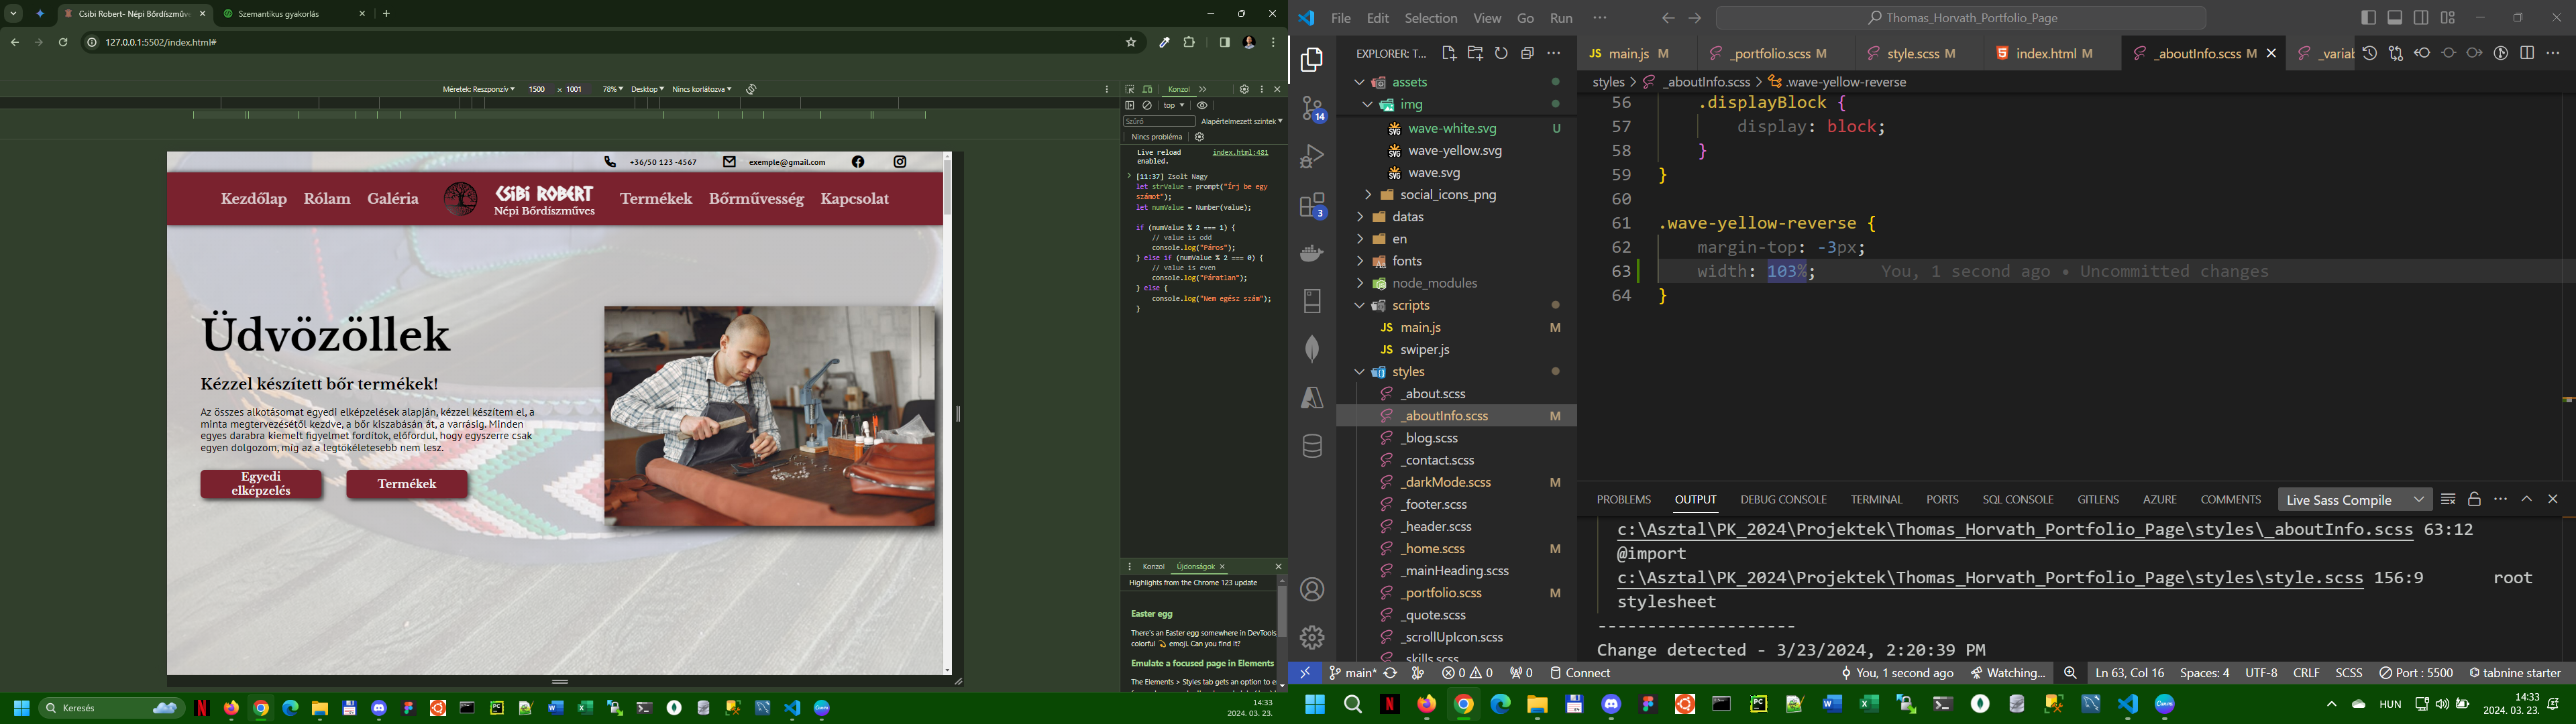 Csibi Robert- Népi Bőrdíszműve
Szemantikus gyakorlás
127.0.0.1:5502/index.html#
Méretek: Reszponzív
1500
×
1001
78%
Desktop
Nincs korlátozva
+36/50 123 -4567
exemple@gmail.com
Kezdőlap
Rólam
Galéria
CSIBI RÓBERT
Népi Bőrdíszműves
Termékek
Bőrművesség
Kapcsolat
Üdvözöllek
Kézzel készített bőr termékek!
Az összes alkotásomat egyedi elképzelések alapján, kézzel készítem el, a
minta megtervezésétől kezdve, a bőr kiszabásán át, a varrásig. Minden
egyes darabra kiemelt figyelmet fordítok, előfordul, hogy egyszerre csak
egyen dolgozom, míg az a legtökéletesebb nem lesz.
Egyedi
elképzelés
Termékek
Konzol
top
Szűrő
Alapértelmezett szintek
Nincs probléma
Live reload
enabled.
index.html:481
[11:37] Zsolt Nagy
let strValue = prompt("Írj be egy
számot");
let numValue = Number(value);
if (numValue % 2 === 1) {
// value is odd
console.log("Páros");
} else if (numValue % 2 === 0) {
// value is even
console.log("Páratlan");
} else {
console.log("Nem egész szám");
}
Konzol
Újdonságok
Highlights from the Chrome 123 update
Easter egg
There's an Easter egg somewhere in DevTools
colorful emoji. Can you find it?
Emulate a focused page in Elements
The Elements > Styles tab gets an option to e
Keresés
14:33
2024. 03. 23.
File
Edit
Selection
View
Go
Run
Thomas_Horvath_Portfolio_Page
EXPLORER: T...
assets
img
wave-white.svg
U
wave-yellow.svg
wave.svg
social_icons_png
datas
en
fonts
node_modules
scripts
main.js
M
swiper.js
styles
_about.scss
_aboutInfo.scss
M
_blog.scss
_contact.scss
_darkMode.scss
M
_footer.scss
_header.scss
_home.scss
M
_mainHeading.scss
_portfolio.scss
M
_quote.scss
_scrollUpIcon.scss
_skills.scss
14
3
JS main.js M
_portfolio.scss M
style.scss M
index.html M
_aboutInfo.scss M
_variab
styles > _aboutInfo.scss > .wave-yellow-reverse
56 .displayBlock {
57 display: block;
58 }
59 }
60
61 .wave-yellow-reverse {
62 margin-top: -3px;
63 width: 103%; You, 1 second ago • Uncommitted changes
64 }
PROBLEMS
OUTPUT
DEBUG CONSOLE
TERMINAL
PORTS
SQL CONSOLE
GITLENS
AZURE
COMMENTS
Live Sass Compile
c:\Asztal\PK_2024\Projektek\Thomas_Horvath_Portfolio_Page\styles\_aboutInfo.scss 63:12
@import
c:\Asztal\PK_2024\Projektek\Thomas_Horvath_Portfolio_Page\styles\style.scss 156:9 root
stylesheet
--------------------
Change detected - 3/23/2024, 2:20:39 PM
main*
0
0
0
Connect
You, 1 second ago
Watching...
Ln 63, Col 16
Spaces: 4
UTF-8
CRLF
SCSS
Port : 5500
tabnine starter
HUN
14:33
2024. 03. 23.